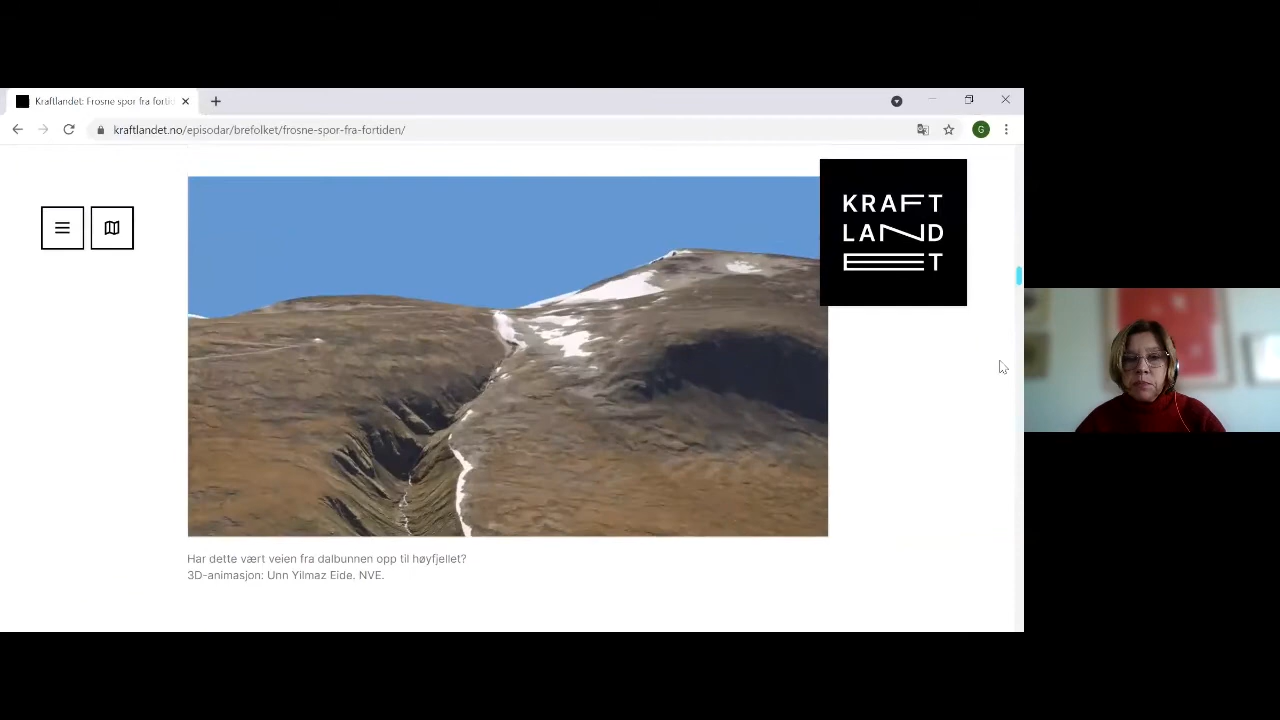 Kraftlandet: Frosne spor fra fortid
kraftlandet.no/episodar/brefolket/frosne-spor-fra-fortiden/
G
KRAFT
LAND
ET
Har dette vært veien fra dalbunnen opp til høyfjellet?
3D-animasjon: Unn Yilmaz Eide. NVE.